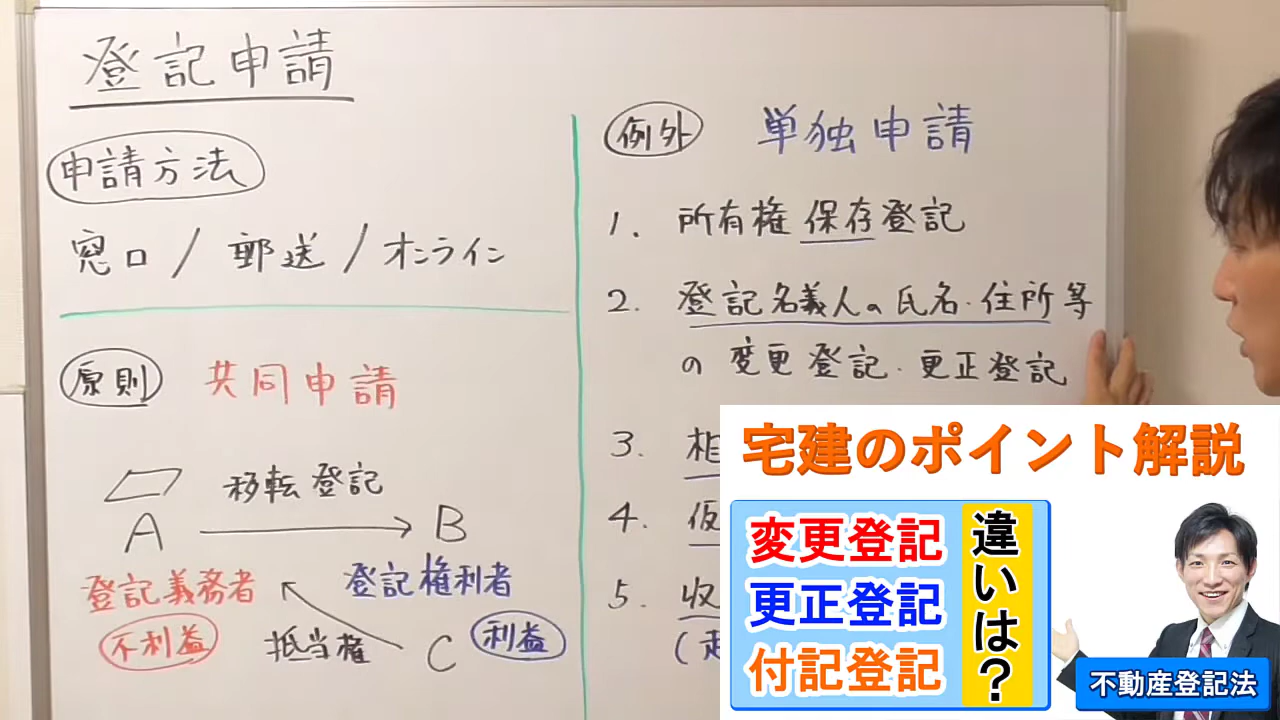 登記申請
申請方法
窓口 / 郵送 / オンライン
原則 共同申請
移転登記
A B
登記義務者 登記権利者
不利益 抵当権 C 利益
例外 単独申請
1. 所有権保存登記
2. 登記名義人の氏名・住所等
の変更登記・更正登記
3. 相
4. 仮
5. 収
宅建のポイント解説
変更登記
更正登記
付記登記
違いは?
不動産登記法